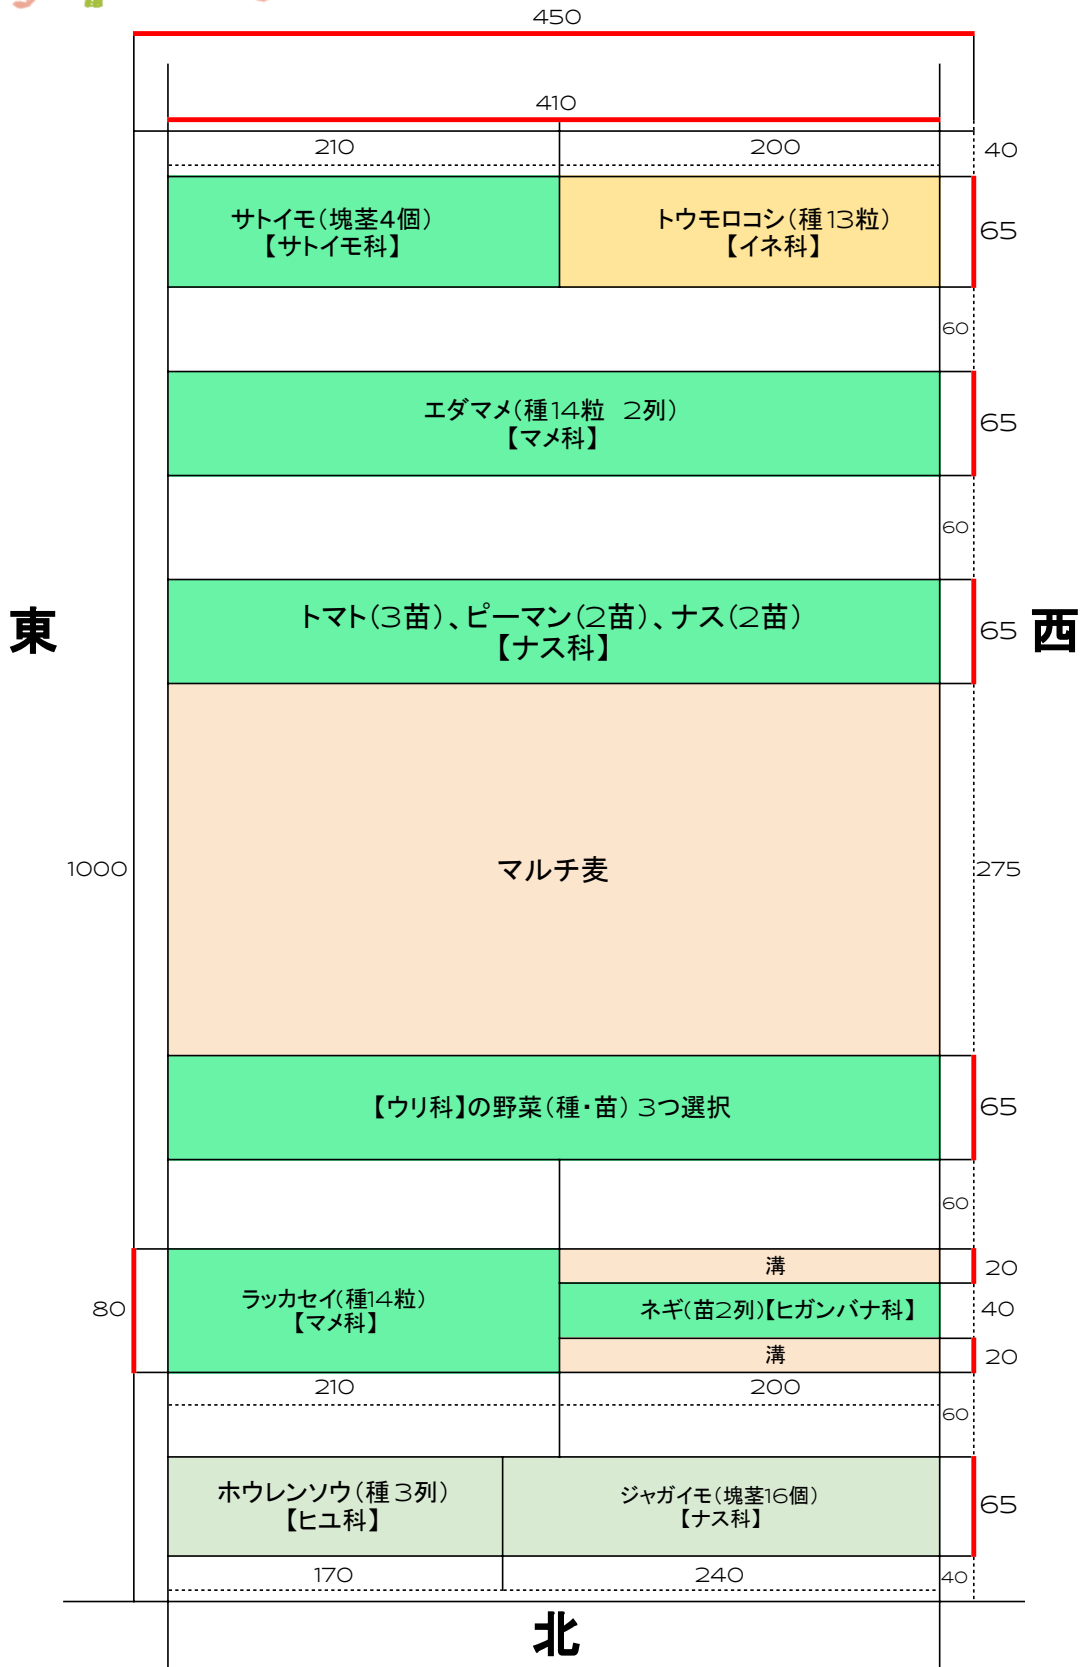 450
410
210
200
40
サトイモ(塊茎4個)
【サトイモ科】
トウモロコシ(種13粒)
【イネ科】
65
60
エダマメ(種14粒 2列)
【マメ科】
65
60
東
トマト(3苗)、ピーマン(2苗)、ナス(2苗)
【ナス科】
65
西
1000
マルチ麦
275
【ウリ科】の野菜(種・苗) 3つ選択
65
60
80
ラッカセイ(種14粒)
【マメ科】
溝
20
ネギ(苗2列)【ヒガンバナ科】
40
溝
20
210
200
60
ホウレンソウ(種3列)
【ヒユ科】
ジャガイモ(塊茎16個)
【ナス科】
65
170
240
40
北